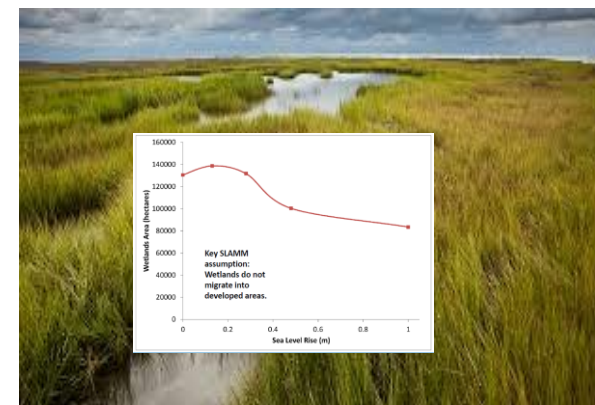 160000
140000
120000
100000
80000
60000
40000
20000
0
Wetlands Area (hectares)
Key SLAMM
assumption:
Wetlands do not
migrate into
developed areas.
0 0.2 0.4 0.6 0.8 1
Sea Level Rise (m)